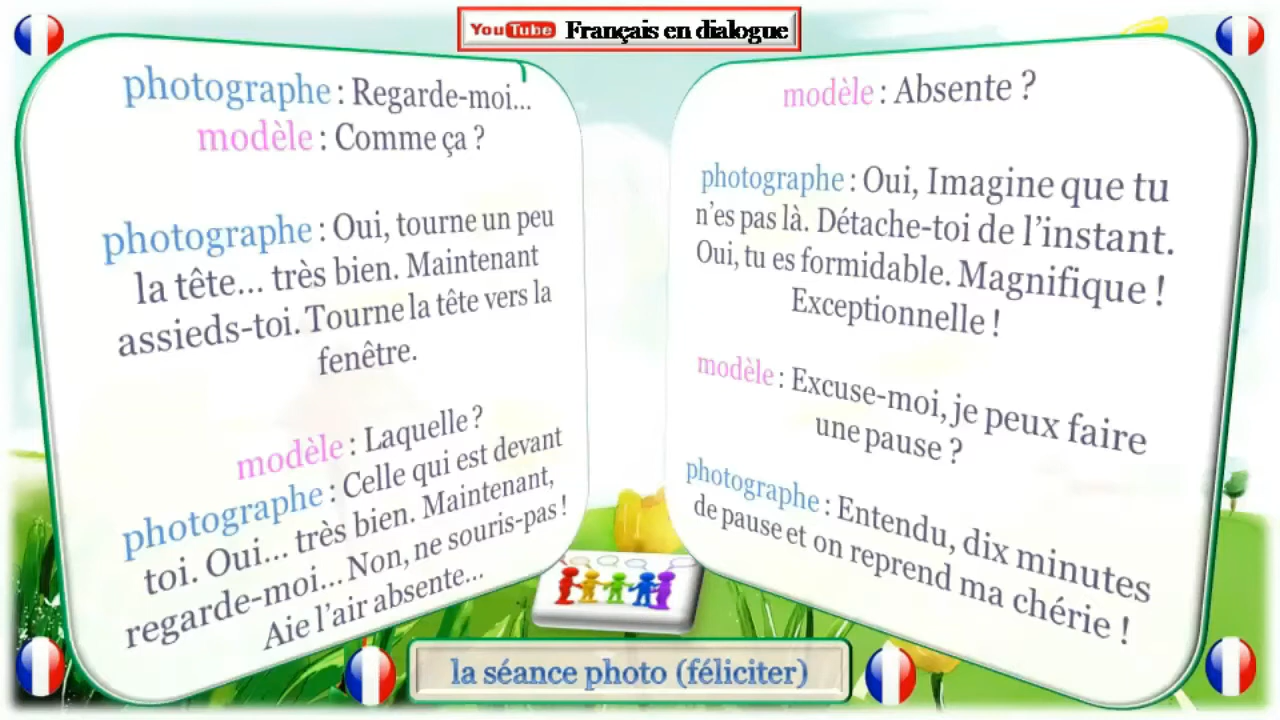 YouTube Français en dialogue
photographe : Regarde-moi...
modèle : Comme ça ?
photographe : Oui, tourne un peu
la tête... très bien. Maintenant
assieds-toi. Tourne la tête vers la
fenêtre.
modèle : Laquelle ?
photographe : Celle qui est devant
toi. Oui... très bien. Maintenant,
regarde-moi... Non, ne souris-pas !
Aie l'air absente...
modèle : Absente ?
photographe : Oui, Imagine que tu
n'es pas là. Détache-toi de l'instant.
Oui, tu es formidable. Magnifique !
Exceptionnelle !
modèle : Excuse-moi, je peux faire
une pause ?
photographe : Entendu, dix minutes
de pause et on reprend ma chérie !
la séance photo (féliciter)